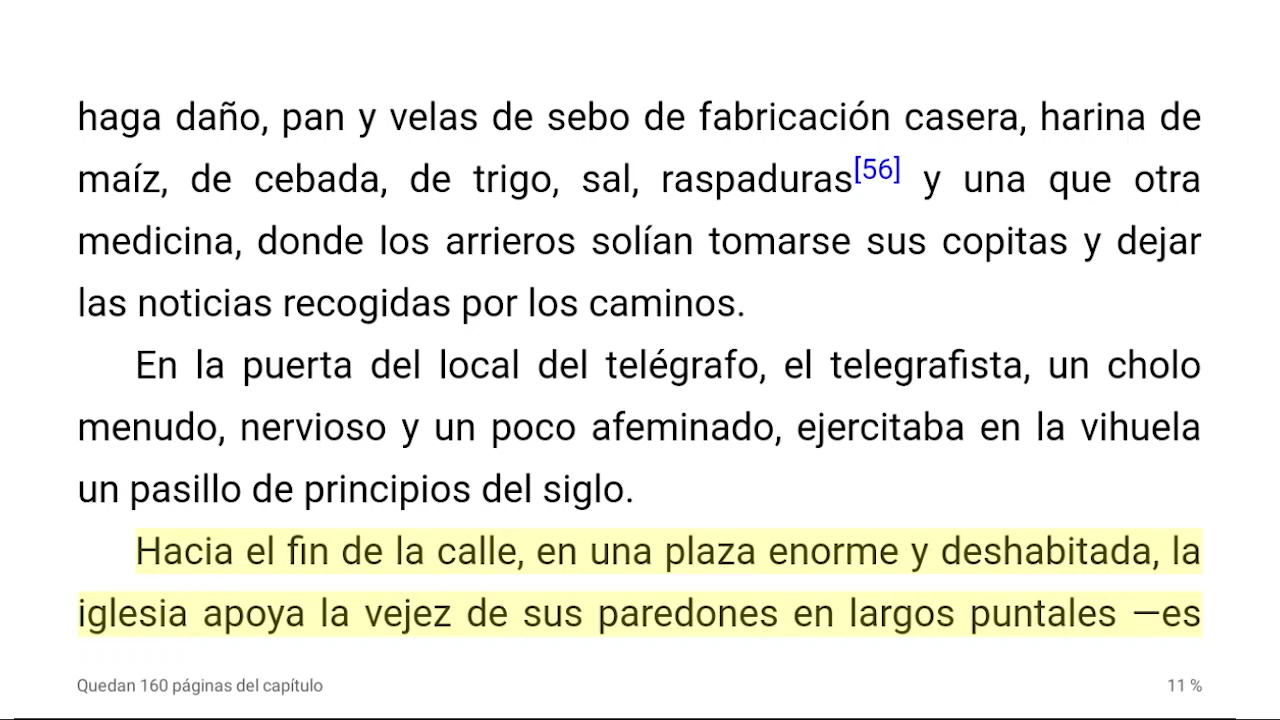 haga daño, pan y velas de sebo de fabricación casera, harina de
maíz, de cebada, de trigo, sal, raspaduras[56] y una que otra
medicina, donde los arrieros solían tomarse sus copitas y dejar
las noticias recogidas por los caminos.
En la puerta del local del telégrafo, el telegrafista, un cholo
menudo, nervioso y un poco afeminado, ejercitaba en la vihuela
un pasillo de principios del siglo.
Hacia el fin de la calle, en una plaza enorme y deshabitada, la
iglesia apoya la vejez de sus paredones en largos puntales —es
Quedan 160 páginas del capítulo
11 %